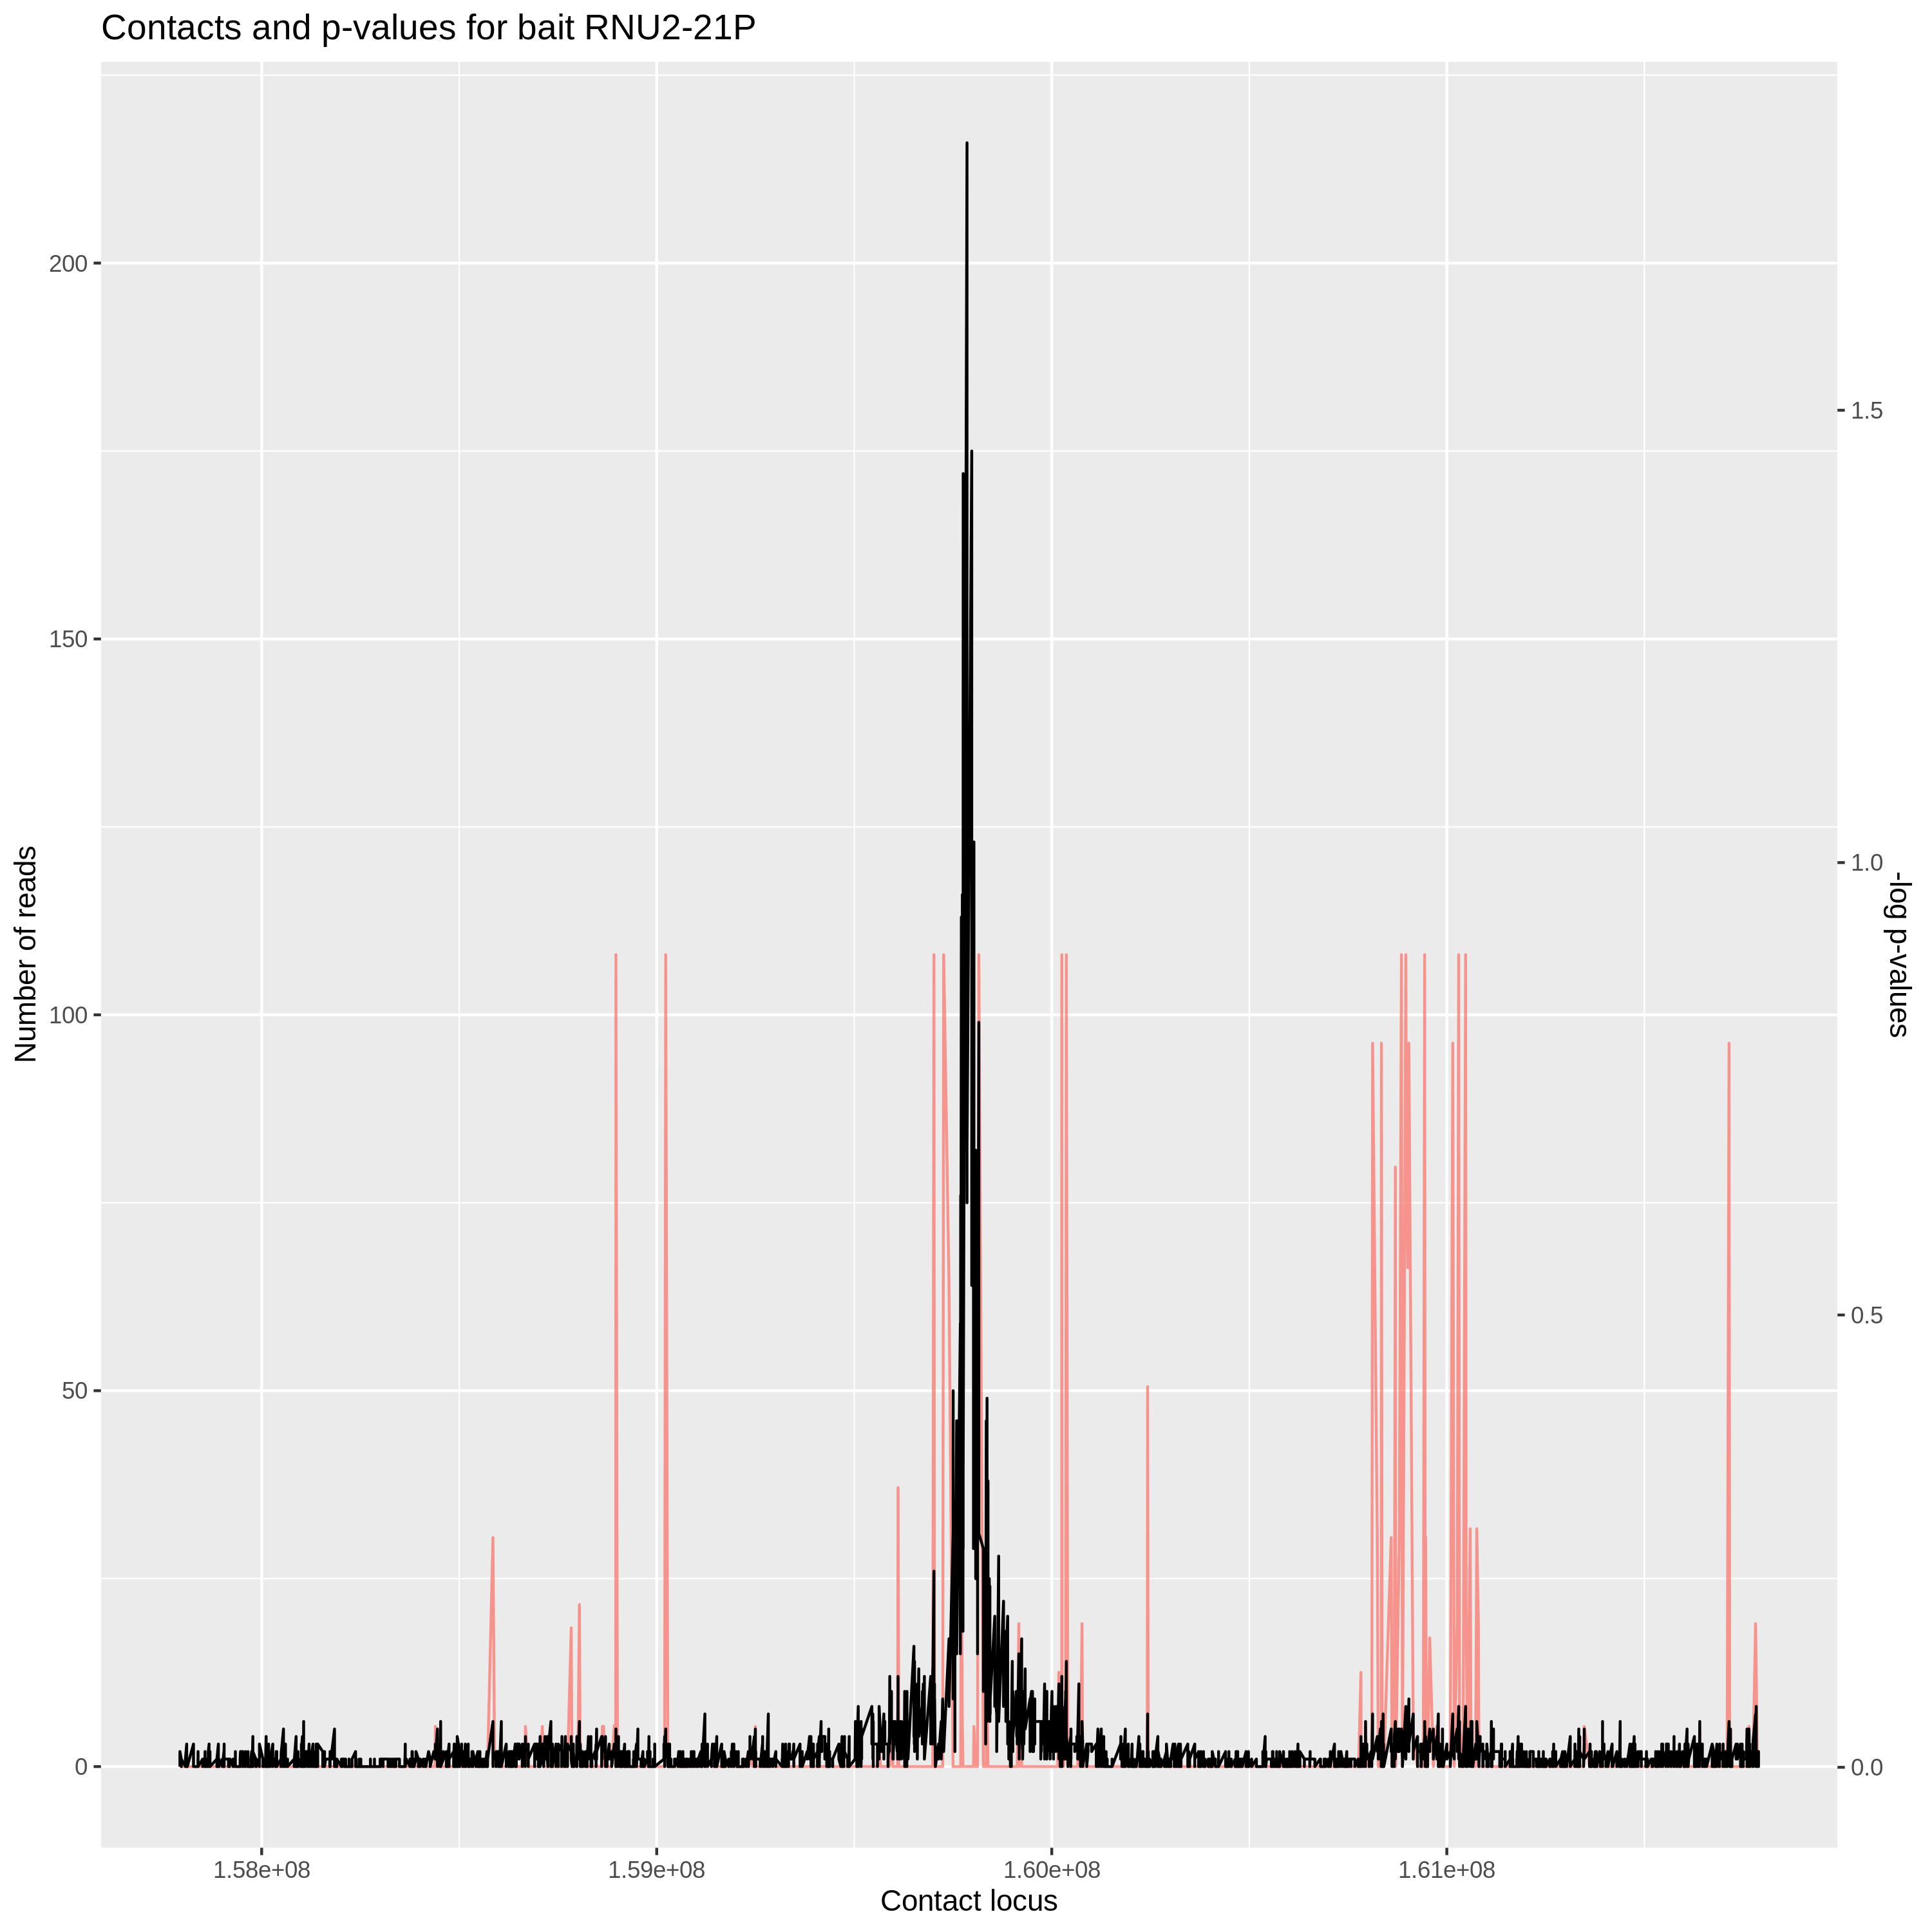 Contacts and p-values for bait RNU2-21P
200
150
100
50
0
Number of reads
1.5
1.0
0.5
0.0
-log p-values
1.58e+08
1.59e+08
1.60e+08
1.61e+08
Contact locus